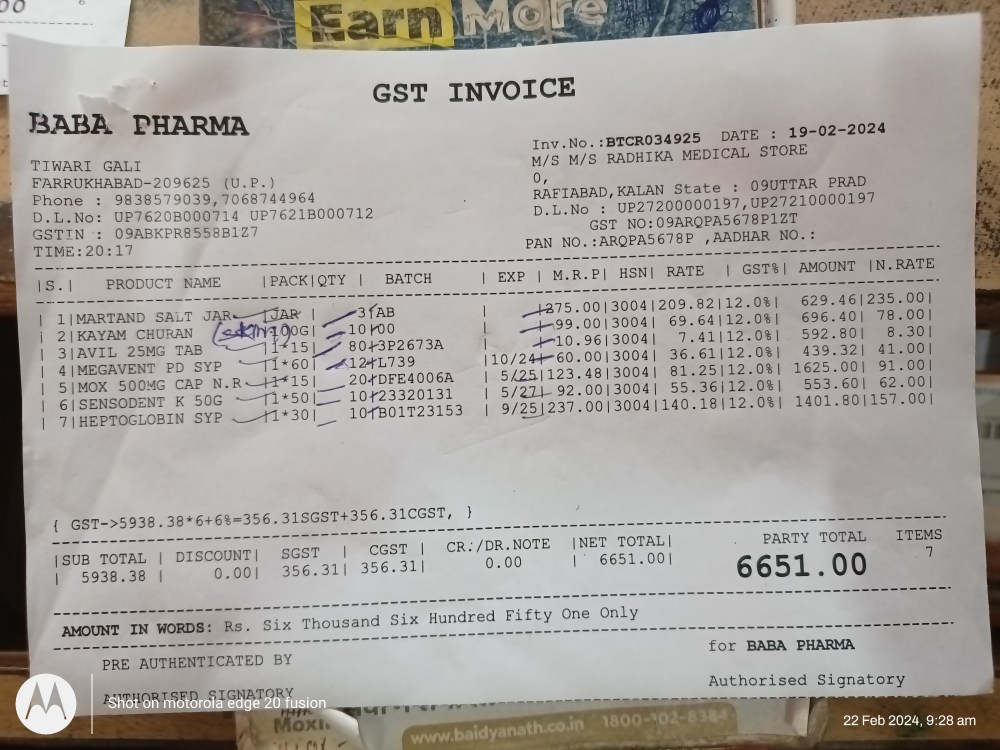 00
Earn More
GST INVOICE
BABA PHARMA
TIWARI GALI
FARRUKHABAD-209625 (U.P.)
Phone : 9838579039,7068744964
D.L.No: UP7620B000714 UP7621B000712
GSTIN : 09ABKPR8558B1Z7
TIME:20:17
Inv.No.:BTCR034925 DATE : 19-02-2024
M/S M/S RADHIKA MEDICAL STORE
0,
RAFIABAD,KALAN State : 09UTTAR PRAD
D.L.No : UP27200000197,UP27210000197
GST NO:09ARQPA5678P1ZT
PAN NO.:ARQPA5678P ,AADHAR NO.:
|S.| PRODUCT NAME |PACK|QTY | BATCH | EXP | M.R.P| HSN| RATE | GST%| AMOUNT |N.RATE
| 1|MARTAND SALT JAR |JAR | 3|AB | |275.00|3004|209.82|12.0%| 629.46|235.00|
| 2|KAYAM CHURAN |100G| 10|00 | | 99.00|3004| 69.64|12.0%| 696.40| 78.00|
| 3|AVIL 25MG TAB |1*15| 80|3P2673A | | 10.96|3004| 7.41|12.0%| 592.80| 8.30|
| 4|MEGAVENT PD SYP |1*60| 12|L739 |10/24| 60.00|3004| 36.61|12.0%| 439.32| 41.00|
| 5|MOX 500MG CAP N.R |1*15| 20|DFE4006A | 5/25|123.48|3004| 81.25|12.0%| 1625.00| 91.00|
| 6|SENSODENT K 50G |1*50| 10|23320131 | 5/27| 92.00|3004| 55.36|12.0%| 553.60| 62.00|
| 7|HEPTOGLOBIN SYP |1*30| 10|B01T23153 | 9/25|237.00|3004|140.18|12.0%| 1401.80|157.00|
{ GST->5938.38*6+6%=356.31SGST+356.31CGST, }
|SUB TOTAL | DISCOUNT| SGST | CGST | CR:/DR.NOTE |NET TOTAL| PARTY TOTAL ITEMS
| 5938.38 | 0.00| 356.31| 356.31| 0.00 | 6651.00| 6651.00 7
AMOUNT IN WORDS: Rs. Six Thousand Six Hundred Fifty One Only
PRE AUTHENTICATED BY
for BABA PHARMA
AUTHORISED SIGNATORY
Authorised Signatory
Shot on motorola edge 20 fusion
22 Feb 2024, 9:28 am
www.baidyanath.co.in 1800-102-8384